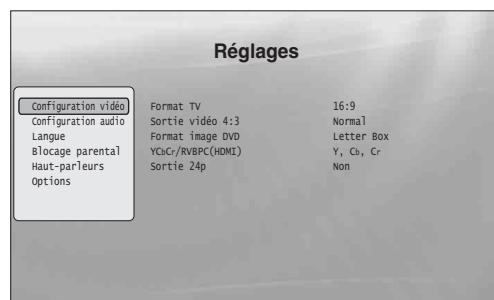 Réglages
Configuration vidéo Format TV 16:9
Configuration audio Sortie vidéo 4:3 Normal
Langue Format image DVD Letter Box
Blocage parental YCbCr/RVBPC(HDMI) Y, Cb, Cr
Haut-parleurs Sortie 24p Non
Options